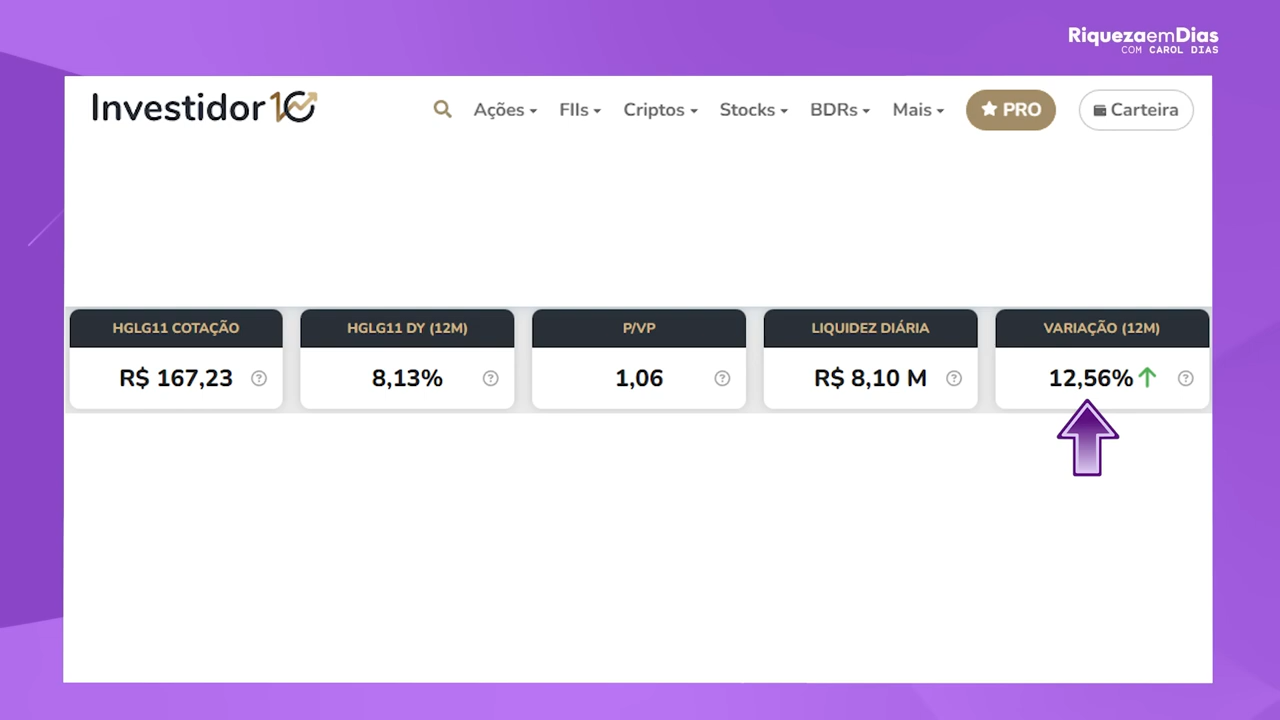 RiquezaemDias
COM CAROL DIAS
Investidor10
Ações FIIs Criptos Stocks BDRs Mais PRO Carteira
HGLG11 COTAÇÃO HGLG11 DY (12M) P/VP LIQUIDEZ DIÁRIA VARIAÇÃO (12M)
R$ 167,23 8,13% 1,06 R$ 8,10 M 12,56%